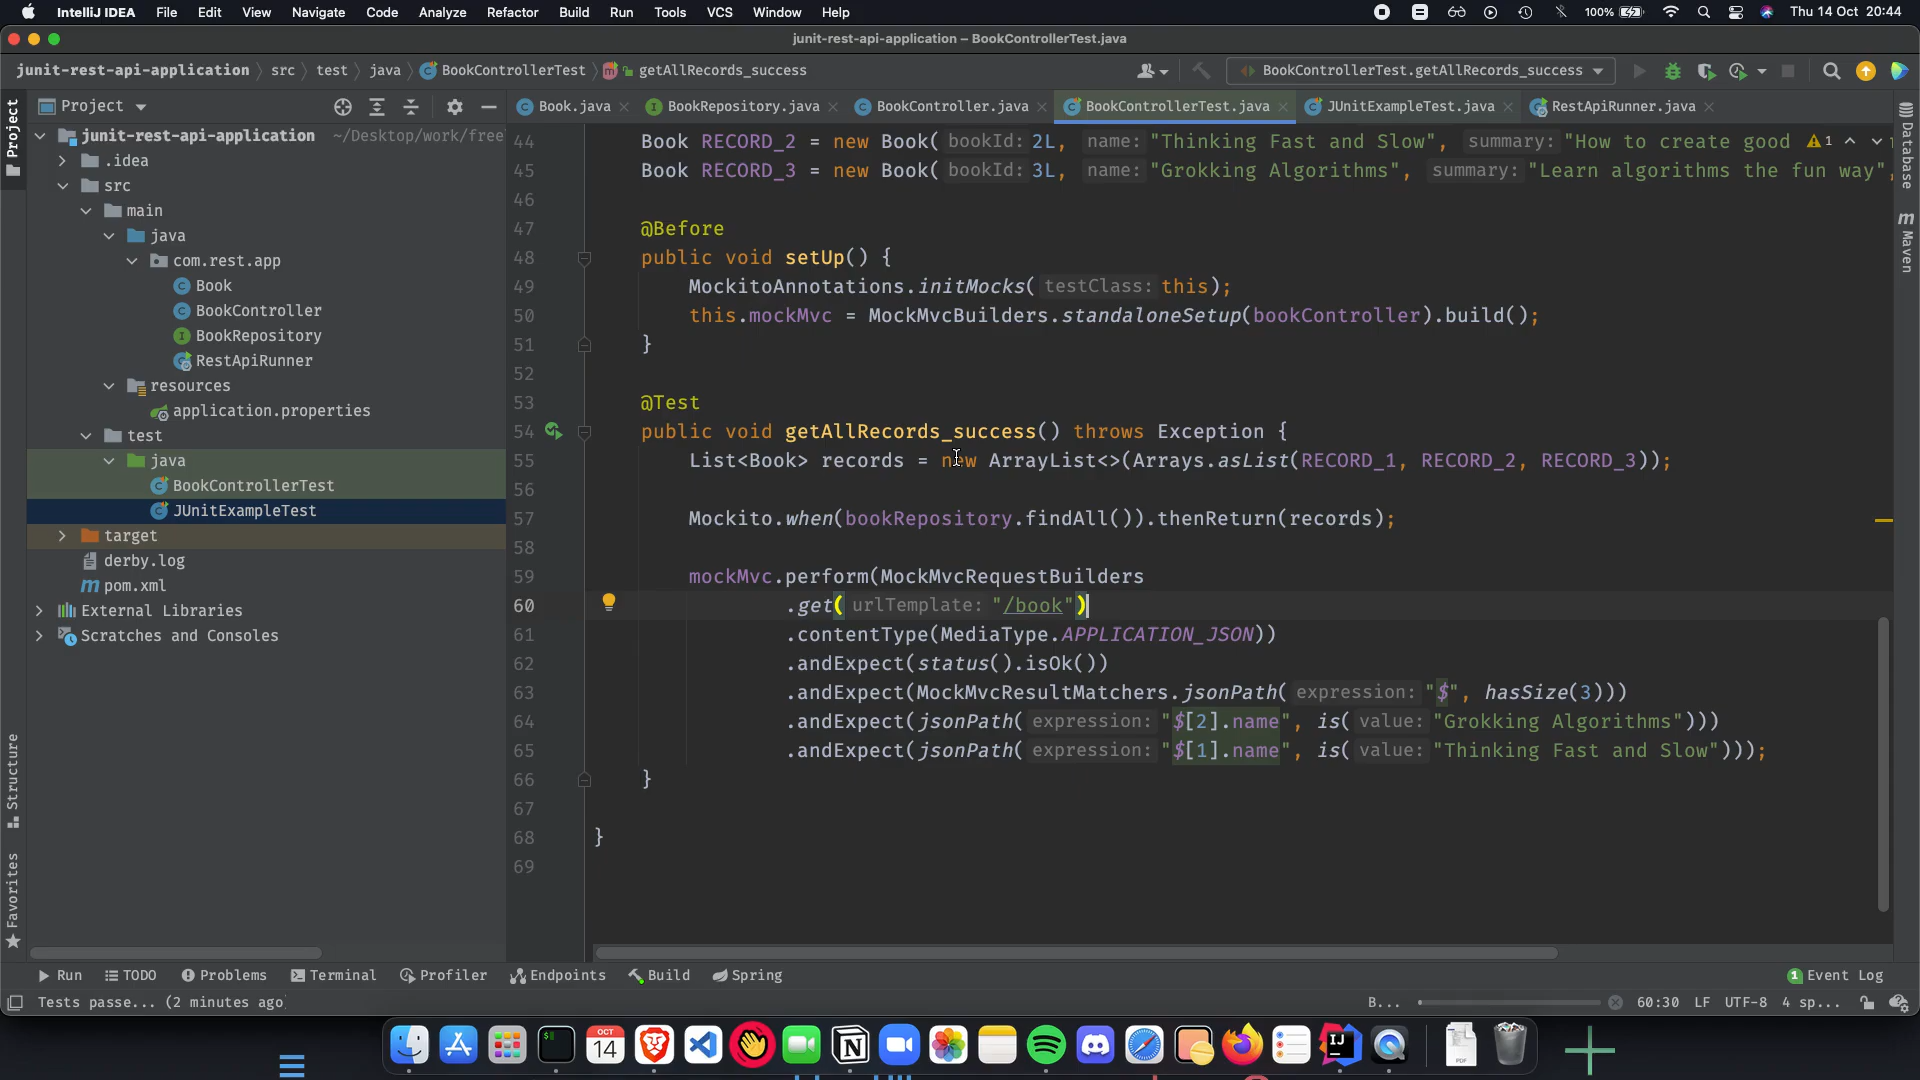 IntelliJ IDEA File Edit View Navigate Code Analyze Refactor Build Run Tools VCS Window Help 100% Thu 14 Oct 20:44
junit-rest-api-application – BookControllerTest.java
junit-rest-api-application src test java BookControllerTest getAllRecords_success BookControllerTest.getAllRecords_success
Project
Book.java BookRepository.java BookController.java BookControllerTest.java JUnitExampleTest.java RestApiRunner.java
Project
junit-rest-api-application ~/Desktop/work/free
.idea
src
main
java
com.rest.app
Book
BookController
BookRepository
RestApiRunner
resources
application.properties
test
java
BookControllerTest
JUnitExampleTest
target
derby.log
pom.xml
External Libraries
Scratches and Consoles
Structure
Favorites
44 Book RECORD_2 = new Book( bookId: 2L, name: "Thinking Fast and Slow", summary: "How to create good 1
45 Book RECORD_3 = new Book( bookId: 3L, name: "Grokking Algorithms", summary: "Learn algorithms the fun way",
46
47 @Before
48 public void setUp() {
49 MockitoAnnotations.initMocks( testClass: this);
50 this.mockMvc = MockMvcBuilders.standaloneSetup(bookController).build();
51 }
52
53 @Test
54 public void getAllRecords_success() throws Exception {
55 List<Book> records = new ArrayList<>(Arrays.asList(RECORD_1, RECORD_2, RECORD_3));
56
57 Mockito.when(bookRepository.findAll()).thenReturn(records);
58
59 mockMvc.perform(MockMvcRequestBuilders
60 .get( urlTemplate: "/book")
61 .contentType(MediaType.APPLICATION_JSON))
62 .andExpect(status().isOk())
63 .andExpect(MockMvcResultMatchers.jsonPath( expression: "$", hasSize(3)))
64 .andExpect(jsonPath( expression: "$[2].name", is( value: "Grokking Algorithms")))
65 .andExpect(jsonPath( expression: "$[1].name", is( value: "Thinking Fast and Slow")));
66 }
67
68 }
69
Database
Maven
Run TODO Problems Terminal Profiler Endpoints Build Spring 1 Event Log
Tests passe... (2 minutes ago) B... 60:30 LF UTF-8 4 sp...
OCT
14
IJ
PDF